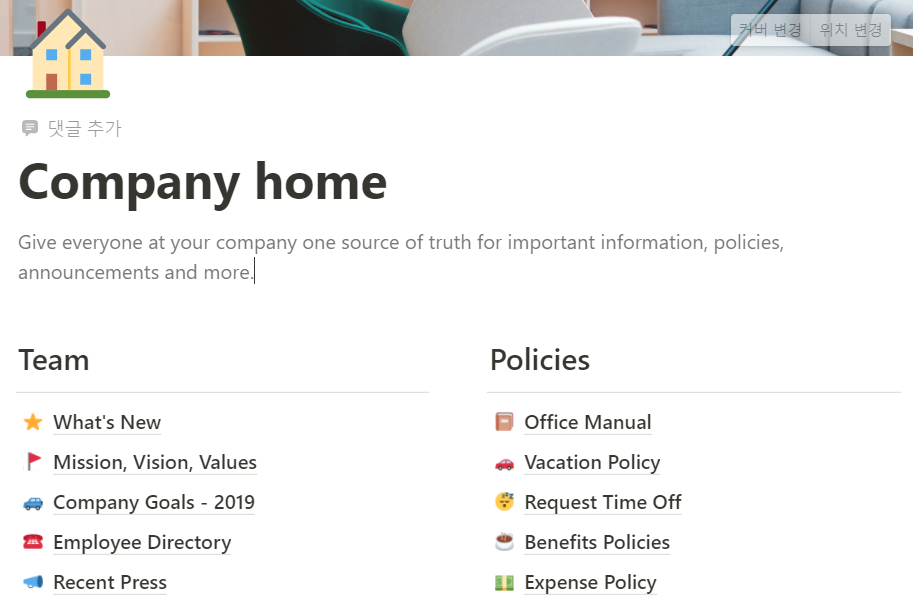 커버 변경 위치 변경
댓글 추가
Company home
Give everyone at your company one source of truth for important information, policies,
announcements and more.
Team
What's New
Mission, Vision, Values
Company Goals - 2019
Employee Directory
Recent Press
Policies
Office Manual
Vacation Policy
Request Time Off
Benefits Policies
Expense Policy